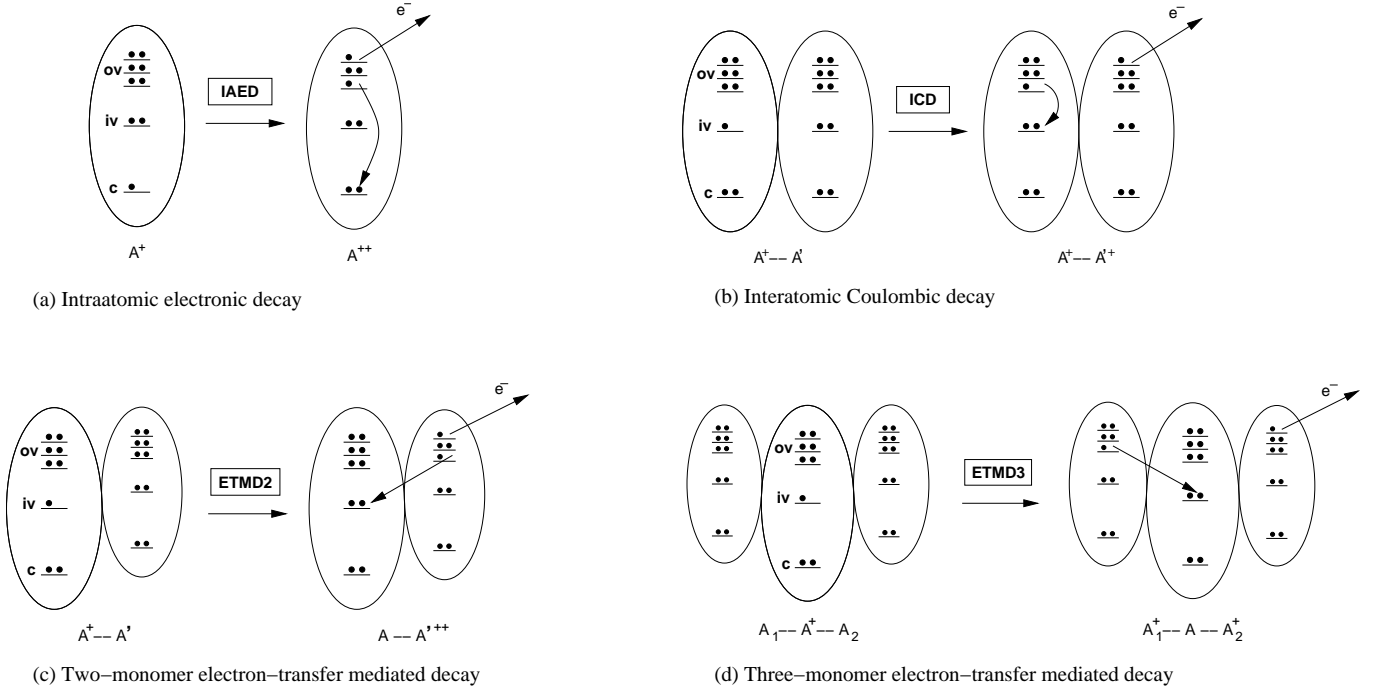 e⁻
ov
iv
c
IAED
A⁺
A⁺⁺
(a) Intraatomic electronic decay
e⁻
ov
iv
c
ICD
A⁺−− A'
A⁺−− A'⁺
(b) Interatomic Coulombic decay
e⁻
ov
iv
c
ETMD2
A⁺−− A'
A −− A'⁺⁺
(c) Two−monomer electron−transfer mediated decay
e⁻
ov
iv
c
ETMD3
A₁−− A⁺−− A₂
A₁⁺−− A −− A₂⁺
(d) Three−monomer electron−transfer mediated decay